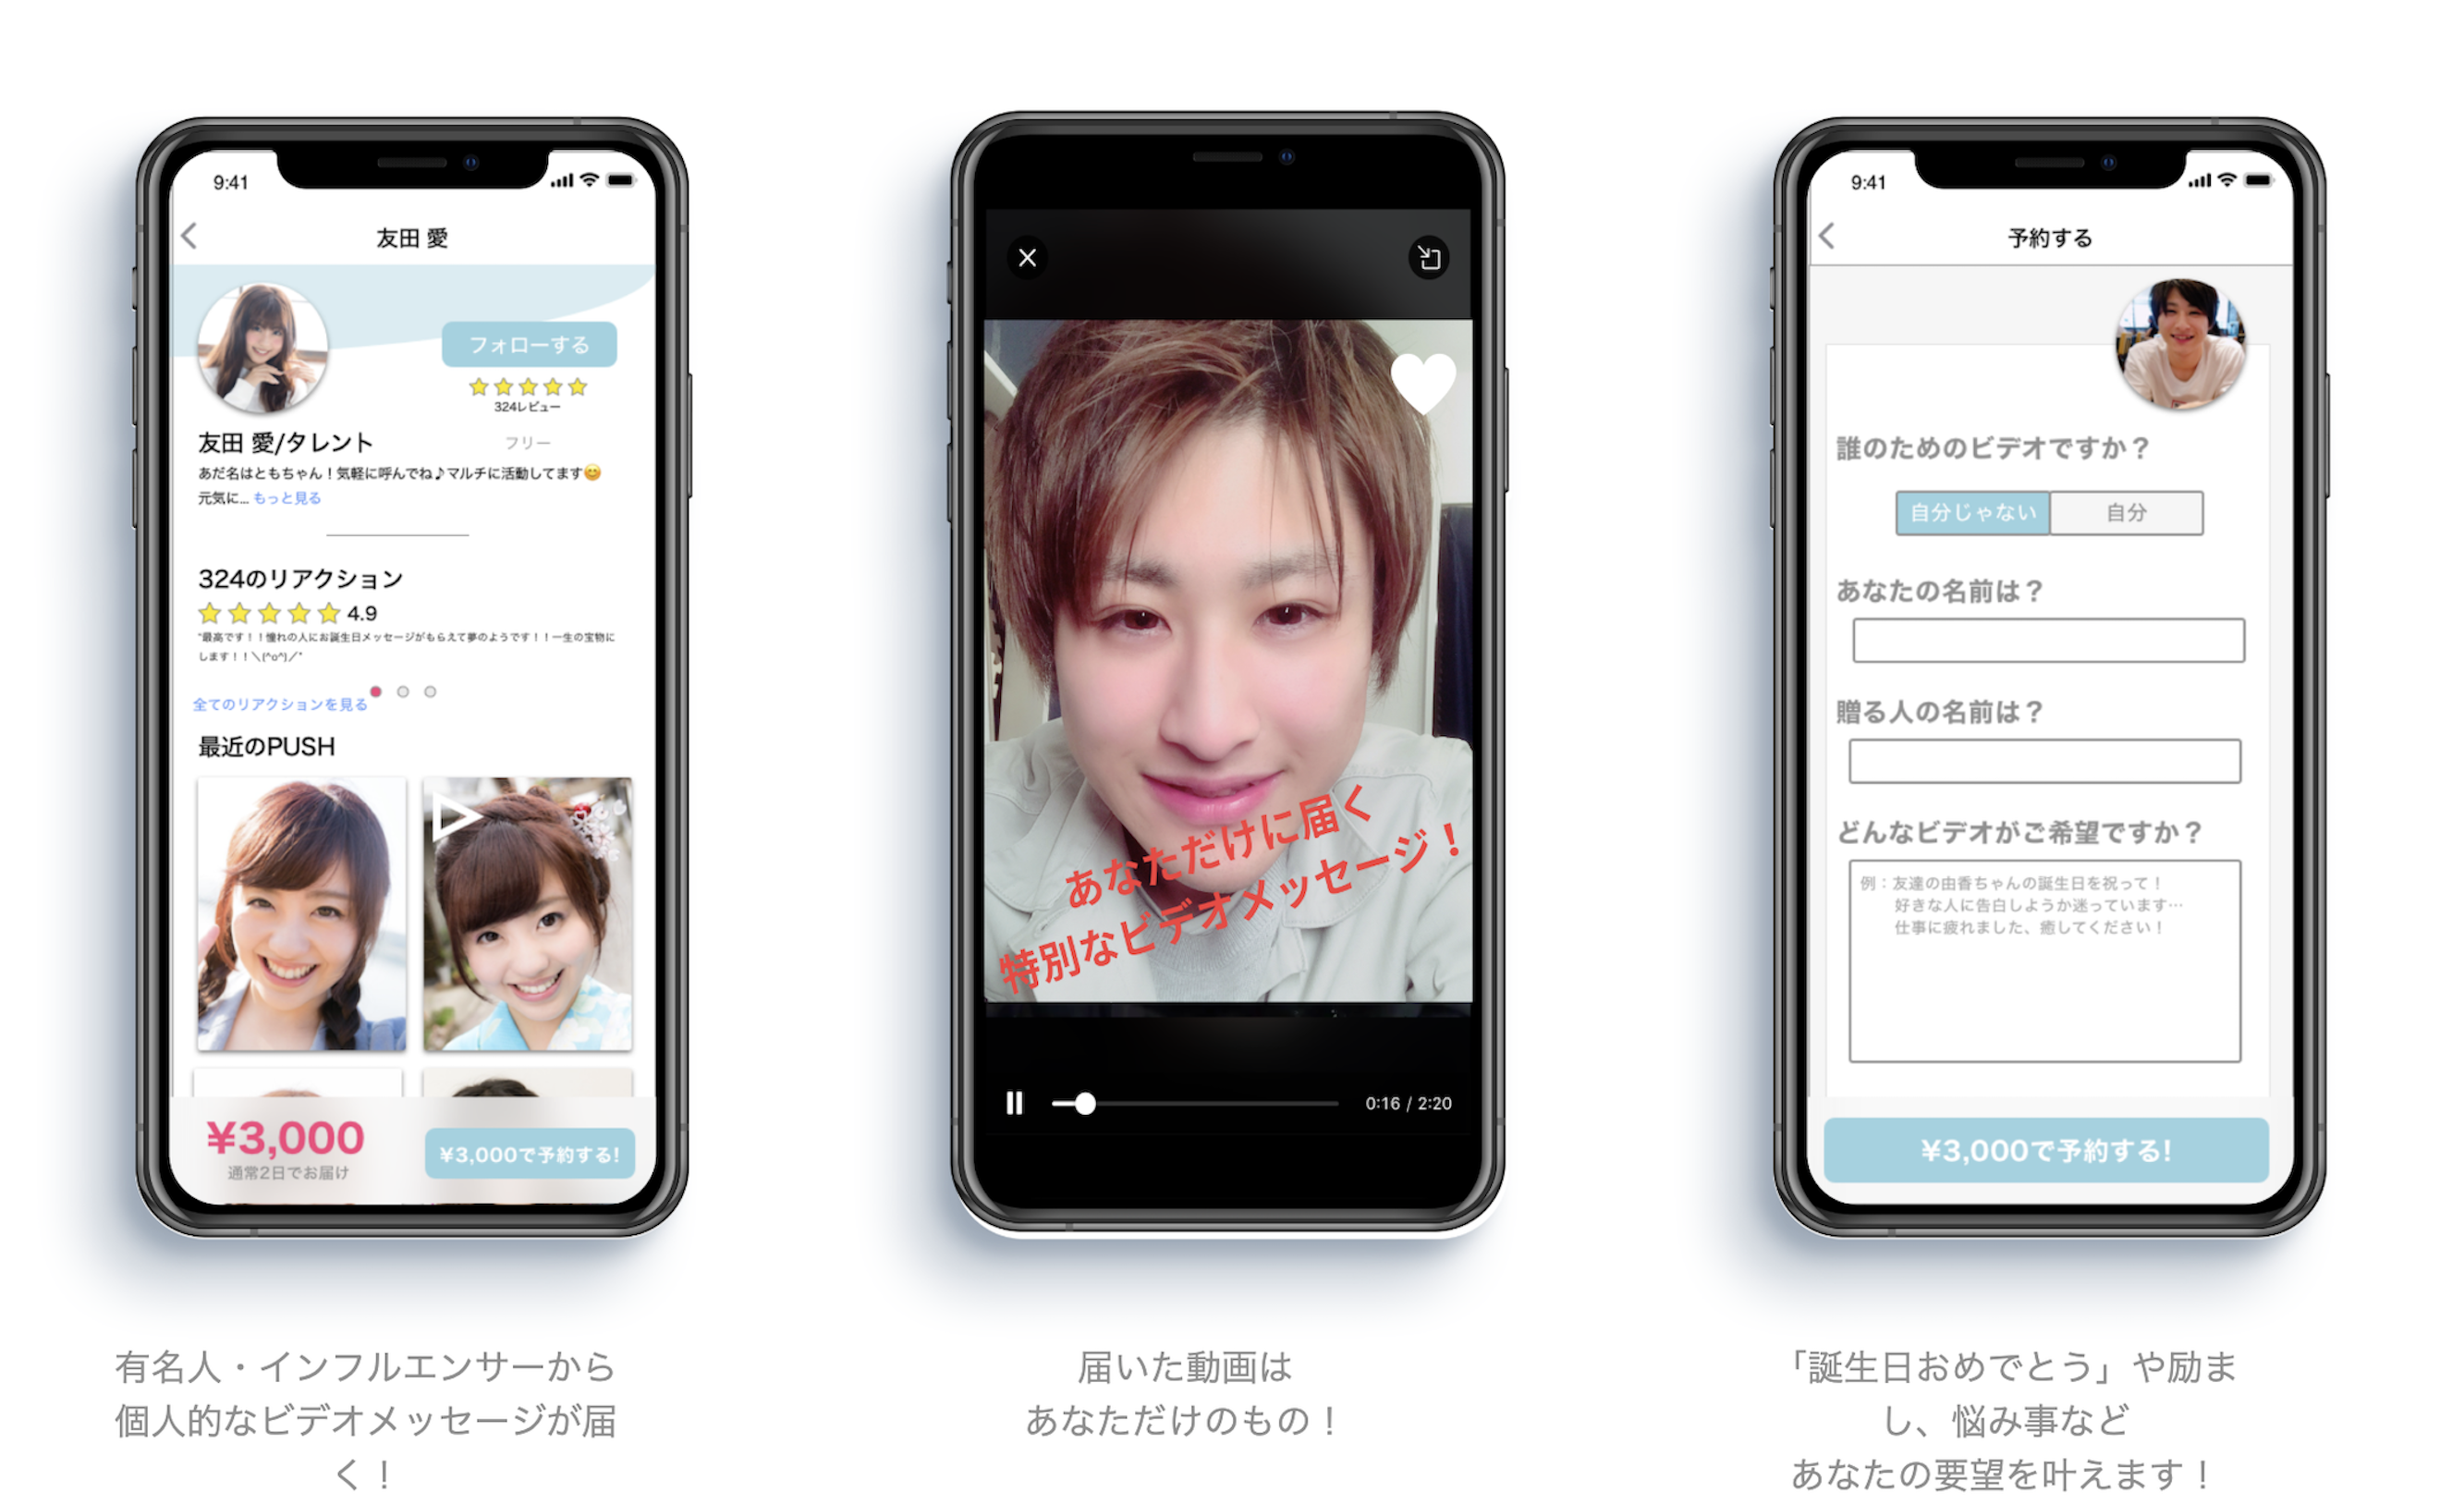 9:41
友田 愛
フォローする
324レビュー
友田 愛/タレント
フリー
あだ名はともちゃん！気軽に呼んでね♪マルチに活動してます😊
元気に... もっと見る
324のリアクション
4.9
"最高です！！憧れの人にお誕生日メッセージがもらえて夢のようです！！一生の宝物に
します！！＼(^o^)／"
全てのリアクションを見る
最近のPUSH
¥3,000
通常2日でお届け
¥3,000で予約する!
有名人・インフルエンサーから
個人的なビデオメッセージが届
く！
あなただけに届く
特別なビデオメッセージ！
0:16 / 2:20
届いた動画は
あなただけのもの！
9:41
予約する
誰のためのビデオですか？
自分じゃない
自分
あなたの名前は？
贈る人の名前は？
どんなビデオがご希望ですか？
例：友達の由香ちゃんの誕生日を祝って！
好きな人に告白しようか迷っています…
仕事に疲れました、癒してください！
¥3,000で予約する!
「誕生日おめでとう」や励ま
し、悩み事など
あなたの要望を叶えます！